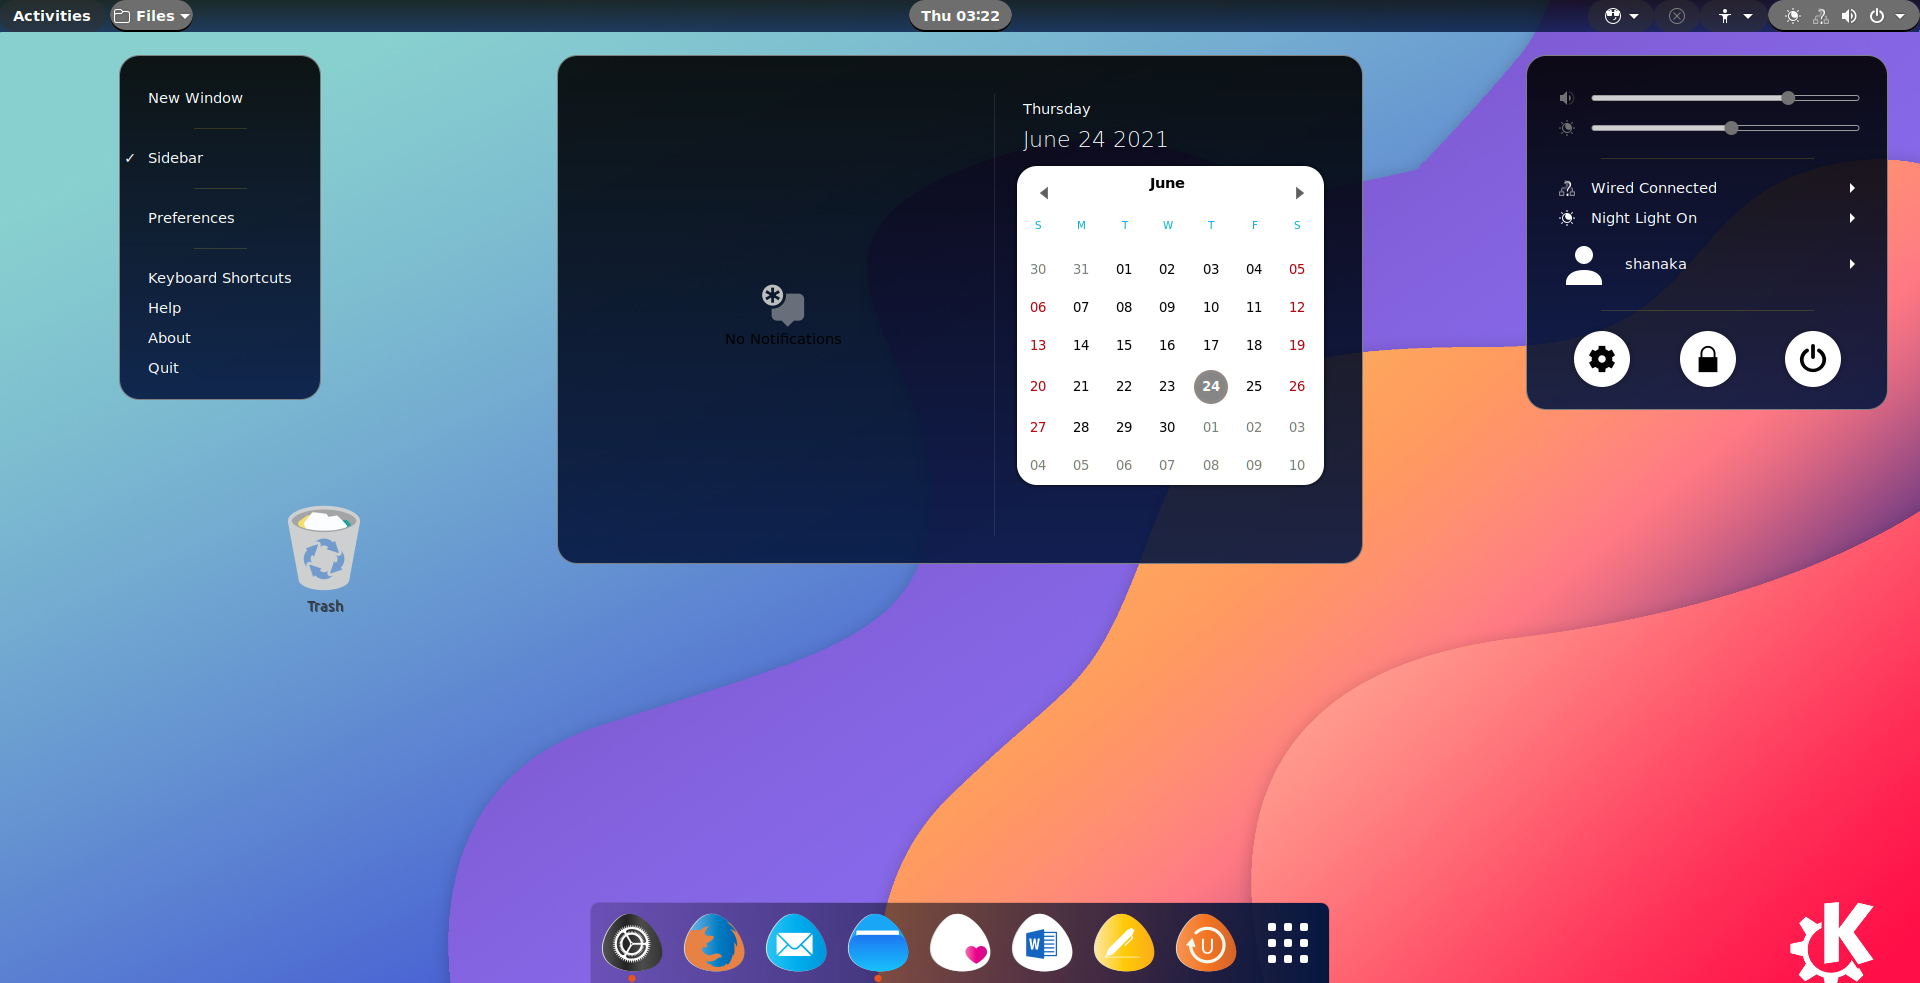 Activities Files Thu 03:22
New Window
✓ Sidebar
Preferences
Keyboard Shortcuts
Help
About
Quit
Trash
No Notifications
Thursday
June 24 2021
June
S M T W T F S
30 31 01 02 03 04 05
06 07 08 09 10 11 12
13 14 15 16 17 18 19
20 21 22 23 24 25 26
27 28 29 30 01 02 03
04 05 06 07 08 09 10
Wired Connected
Night Light On
shanaka
W
U
K